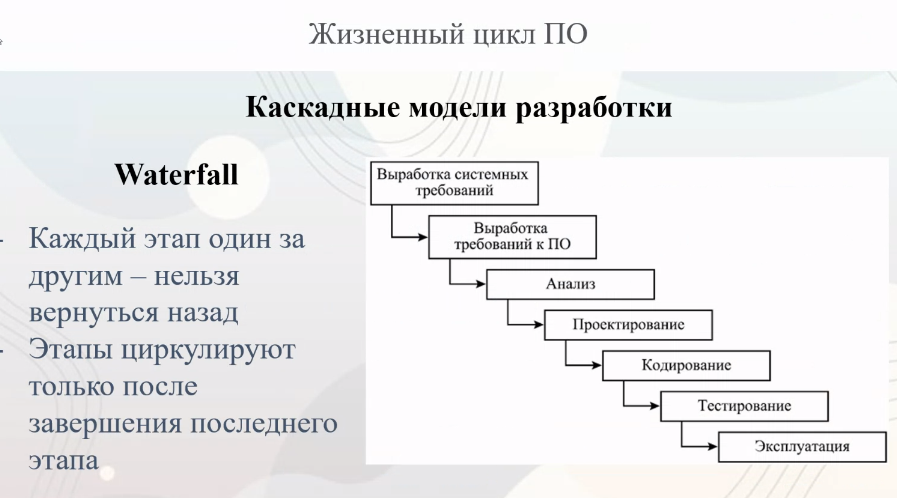 Жизненный цикл ПО
Каскадные модели разработки
Waterfall
- Каждый этап один за
другим – нельзя
вернуться назад
- Этапы циркулируют
только после
завершения последнего
этапа
Выработка системных
требований
Выработка
требований к ПО
Анализ
Проектирование
Кодирование
Тестирование
Эксплуатация